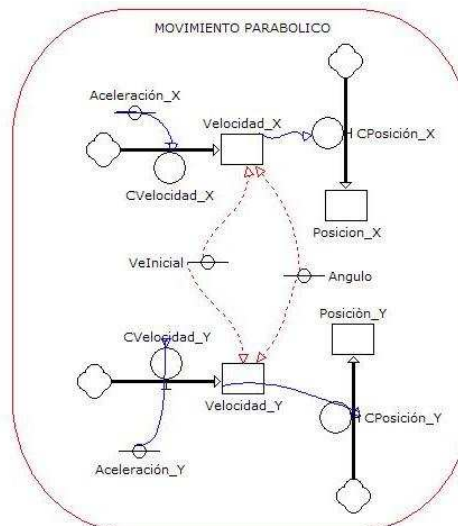 MOVIMIENTO PARABOLICO
Aceleración_X
Velocidad_X
CPosición_X
CVelocidad_X
Posicion_X
VeInicial
Angulo
Posiciòn_Y
CVelocidad_Y
Velocidad_Y
CPosición_Y
Aceleración_Y